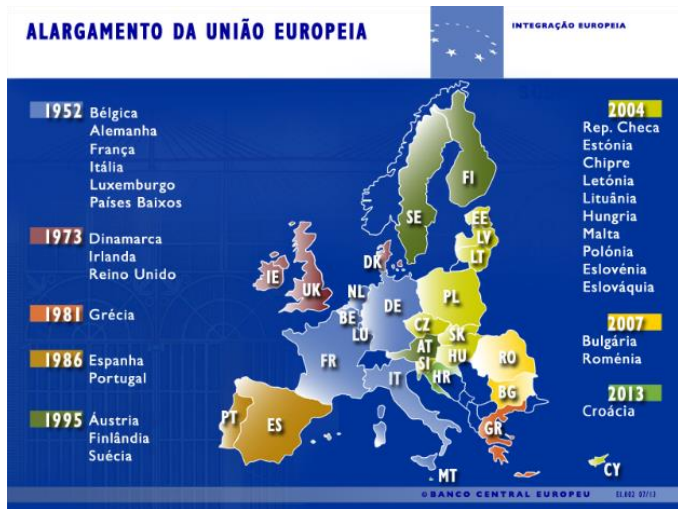 ALARGAMENTO DA UNIÃO EUROPEIA
INTEGRAÇÃO EUROPEIA
1952 Bélgica
Alemanha
França
Itália
Luxemburgo
Países Baixos
1973 Dinamarca
Irlanda
Reino Unido
1981 Grécia
1986 Espanha
Portugal
1995 Áustria
Finlândia
Suécia
2004
Rep. Checa
Estónia
Chipre
Letónia
Lituânia
Hungria
Malta
Polónia
Eslovénia
Eslováquia
2007
Bulgária
Roménia
2013
Croácia
FI
SE
EE
LV
LT
DK
IE
UK
NL
DE
PL
BE
LU
CZ
SK
AT
HU
FR
SI
HR
RO
IT
BG
PT
ES
GR
MT
CY
© BANCO CENTRAL EUROPEU